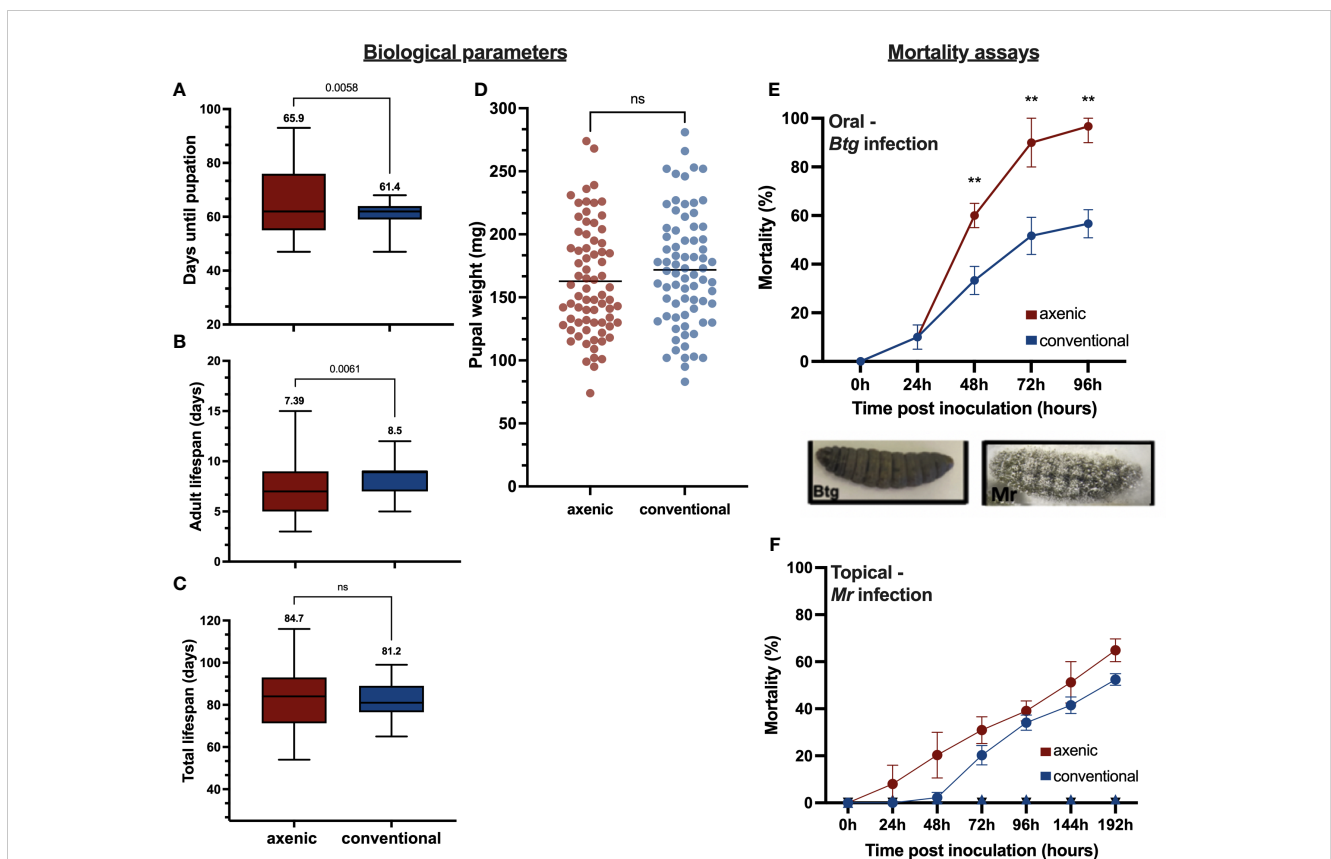 Biological parameters
Mortality assays
A
0.0058
100
80
60
40
20
65.9
61.4
Days until pupation
B
0.0061
20
15
10
5
0
7.39
8.5
Adult lifespan (days)
C
ns
120
100
80
60
40
84.7
81.2
Total lifespan (days)
axenic
conventional
D
ns
300
250
200
150
100
50
0
Pupal weight (mg)
axenic
conventional
E
Oral -
Btg infection
**
**
**
100
80
60
40
20
0
Mortality (%)
axenic
conventional
0h
24h
48h
72h
96h
Time post inoculation (hours)
Btg
Mr
F
Topical -
Mr infection
100
80
60
40
20
0
Mortality (%)
axenic
conventional
0h
24h
48h
72h
96h
144h
192h
Time post inoculation (hours)